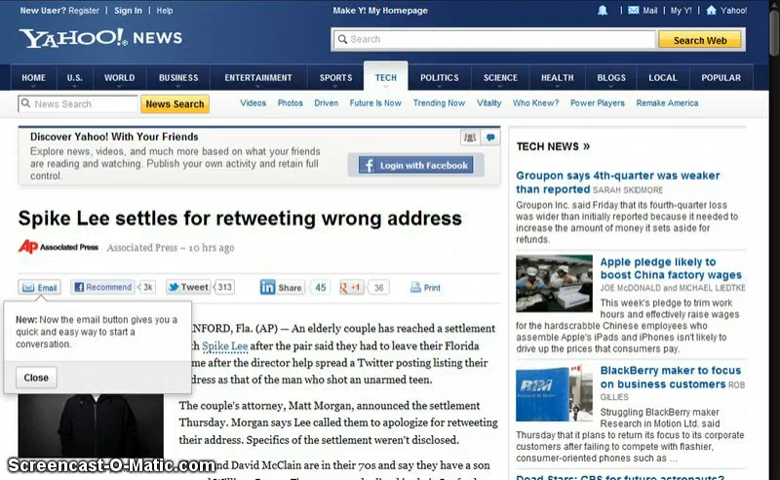 New User? Register | Sign In | Help
Make Y! My Homepage
Mail | My Y! | Yahoo!
YAHOO! NEWS
Search
Search Web
HOME U.S. WORLD BUSINESS ENTERTAINMENT SPORTS TECH POLITICS SCIENCE HEALTH BLOGS LOCAL POPULAR
News Search
News Search
Videos Photos Driven Future Is Now Trending Now Vitality Who Knew? Power Players Remake America
Discover Yahoo! With Your Friends
Explore news, videos, and much more based on what your friends
are reading and watching. Publish your own activity and retain full
control.
f Login with Facebook
Spike Lee settles for retweeting wrong address
AP Associated Press Associated Press – 10 hrs ago
Email Recommend 3k Tweet 313 in Share 45 g +1 36 Print
New: Now the email button gives you a
quick and easy way to start a
conversation.
Close
NFORD, Fla. (AP) — An elderly couple has reached a settlement
h Spike Lee after the pair said they had to leave their Florida
me after the director help spread a Twitter posting listing their
dress as that of the man who shot an unarmed teen.
The couple's attorney, Matt Morgan, announced the settlement
Thursday. Morgan says Lee called them to apologize for retweeting
their address. Specifics of the settlement weren't disclosed.
and David McClain are in their 70s and say they have a son
TECH NEWS »
Groupon says 4th-quarter was weaker
than reported SARAH SKIDMORE
Groupon Inc. said Friday that its fourth-quarter loss
was wider than initially reported because it needed to
increase the amount of money it sets aside for
refunds.
Apple pledge likely to
boost China factory wages
JOE McDONALD and MICHAEL LIEDTKE
This week's pledge to trim work
hours and effectively raise wages
for the hardscrabble Chinese employees who
assemble Apple's iPads and iPhones isn't likely to
drive up the prices that consumers pay.
RIM
BlackBerry maker to focus
on business customers ROB
GILLIES
Struggling BlackBerry maker
Research in Motion Ltd. said
Thursday that it plans to return its focus to its corporate
customers after failing to compete with flashier,
consumer-oriented phones such as ...
Dead Stars: GPS for future astronauts?
Screencast-O-Matic.com